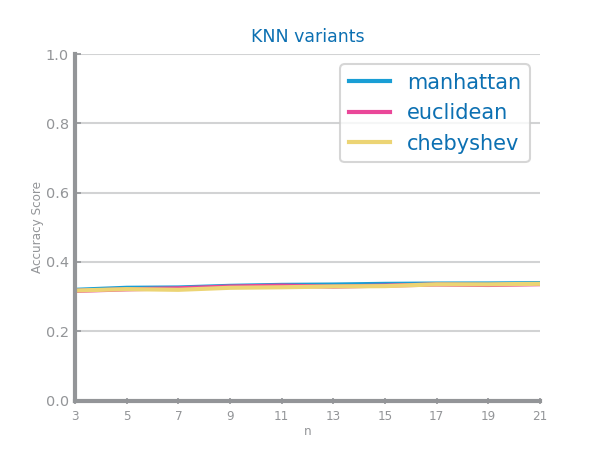 KNN variants
1.0
0.8
0.6
0.4
0.2
0.0
Accuracy Score
manhattan
euclidean
chebyshev
3 5 7 9 11 13 15 17 19 21
n